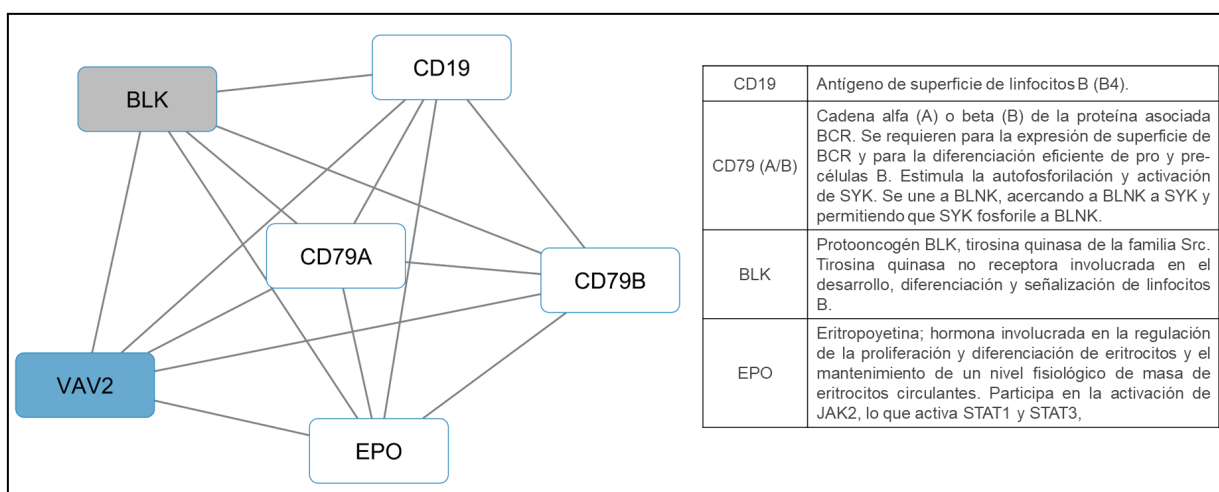 CD19
BLK
CD79A
CD79B
VAV2
EPO
CD19
Antígeno de superficie de linfocitos B (B4).
CD79 (A/B)
Cadena alfa (A) o beta (B) de la proteína asociada
BCR. Se requieren para la expresión de superficie de
BCR y para la diferenciación eficiente de pro y pre-
células B. Estimula la autofosforilación y activación
de SYK. Se une a BLNK, acercando a BLNK a SYK y
permitiendo que SYK fosforile a BLNK.
BLK
Protooncogén BLK, tirosina quinasa de la familia Src.
Tirosina quinasa no receptora involucrada en el
desarrollo, diferenciación y señalización de linfocitos
B.
EPO
Eritropoyetina; hormona involucrada en la regulación
de la proliferación y diferenciación de eritrocitos y el
mantenimiento de un nivel fisiológico de masa de
eritrocitos circulantes. Participa en la activación de
JAK2, lo que activa STAT1 y STAT3,